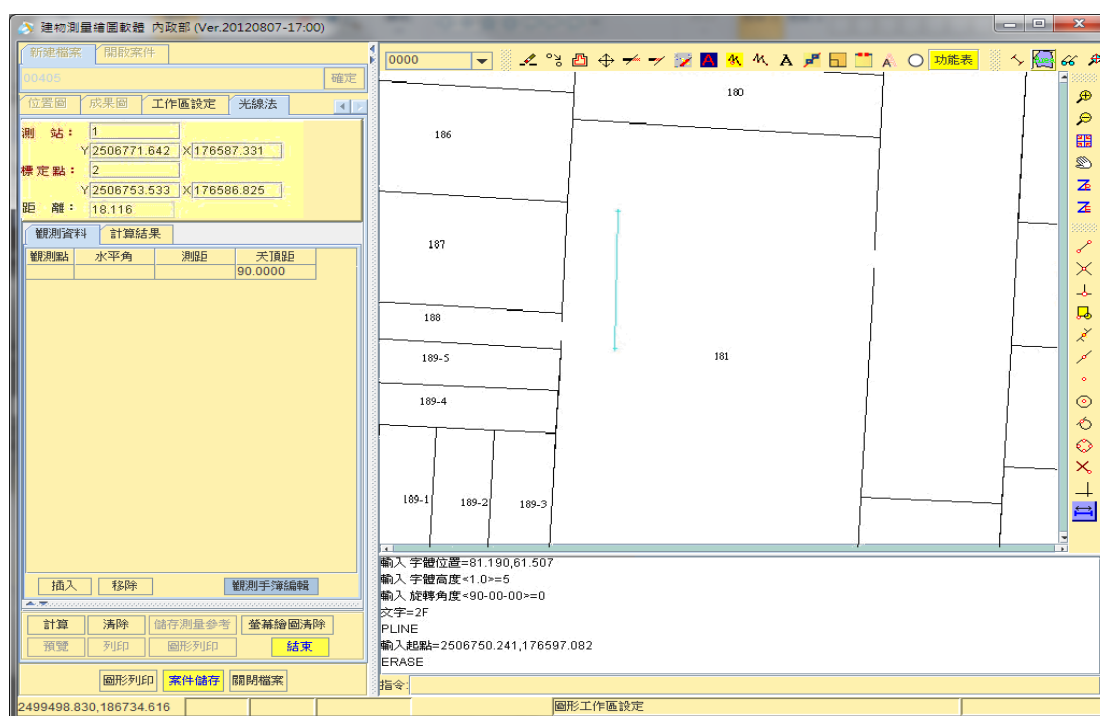 建物測量繪圖軟體 內政部 (Ver.20120807-17:00)
新建檔案 開啟案件
00405 確定
位置圖 成果圖 工作區設定 光線法
測 站： 1
Y 2506771.642 X 176587.331
標定點： 2
Y 2506753.533 X 176586.825
距 離： 18.116
觀測資料 計算結果
觀測點 水平角 測距 天頂距
90.0000
插入 移除 觀測手簿編輯
計算 清除 儲存測量參考 螢幕繪圖清除
預覽 列印 圖形列印 結束
圖形列印 案件儲存 關閉檔案
2499498.830,186734.616 圖形工作區設定
0000 功能表
180
186
187
188
189-5
181
189-4
189-1 189-2 189-3
輸入 字體位置=81.190,61.507
輸入 字體高度<1.0>=5
輸入 旋轉角度<90-00-00>=0
文字=2F
PLINE
輸入起點=2506750.241,176597.082
ERASE
指令: